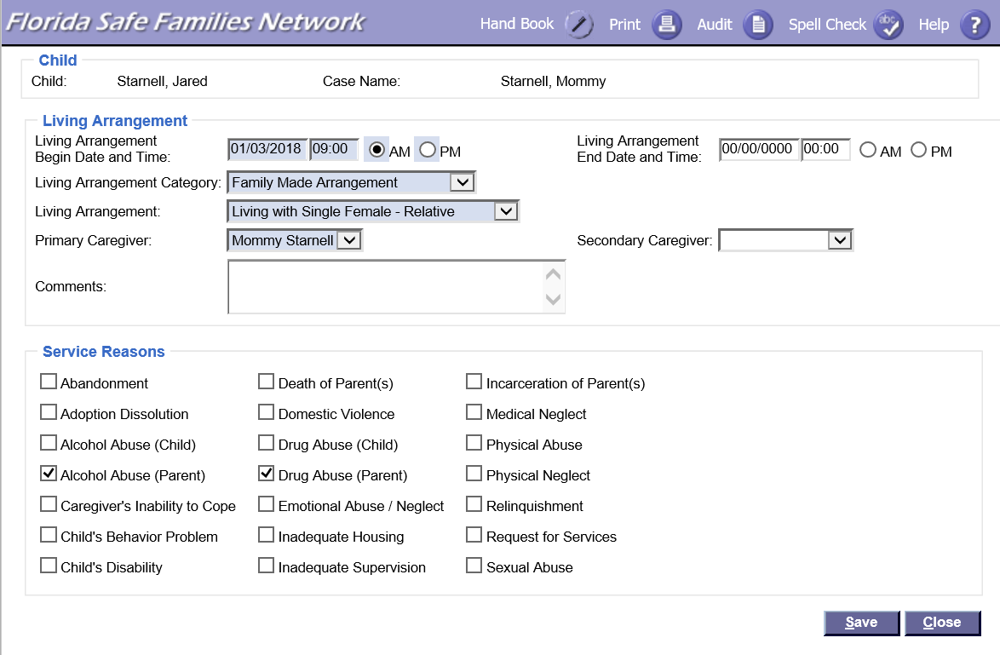 Florida Safe Families Network Hand Book Print Audit Spell Check abc Help ?
Child
Child: Starnell, Jared Case Name: Starnell, Mommy
Living Arrangement
Living Arrangement
Begin Date and Time: 01/03/2018 09:00 AM PM
Living Arrangement
End Date and Time: 00/00/0000 00:00 AM PM
Living Arrangement Category: Family Made Arrangement
Living Arrangement: Living with Single Female - Relative
Primary Caregiver: Mommy Starnell Secondary Caregiver:
Comments:
Service Reasons
Abandonment Death of Parent(s) Incarceration of Parent(s)
Adoption Dissolution Domestic Violence Medical Neglect
Alcohol Abuse (Child) Drug Abuse (Child) Physical Abuse
Alcohol Abuse (Parent) Drug Abuse (Parent) Physical Neglect
Caregiver's Inability to Cope Emotional Abuse / Neglect Relinquishment
Child's Behavior Problem Inadequate Housing Request for Services
Child's Disability Inadequate Supervision Sexual Abuse
Save Close